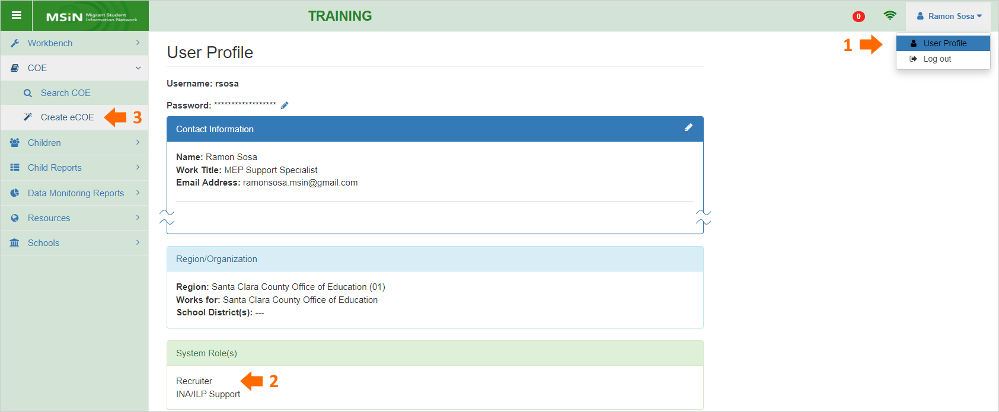 MSiN Migrant Student
Information Network
TRAINING
0
Ramon Sosa
1
User Profile
Log out
Workbench
COE
Search COE
Create eCOE
3
Children
Child Reports
Data Monitoring Reports
Resources
Schools
User Profile
Username: rsosa
Password: ******************
Contact Information
Name: Ramon Sosa
Work Title: MEP Support Specialist
Email Address: ramonsosa.msin@gmail.com
Region/Organization
Region: Santa Clara County Office of Education (01)
Works for: Santa Clara County Office of Education
School District(s): ---
System Role(s)
Recruiter
2
INA/ILP Support